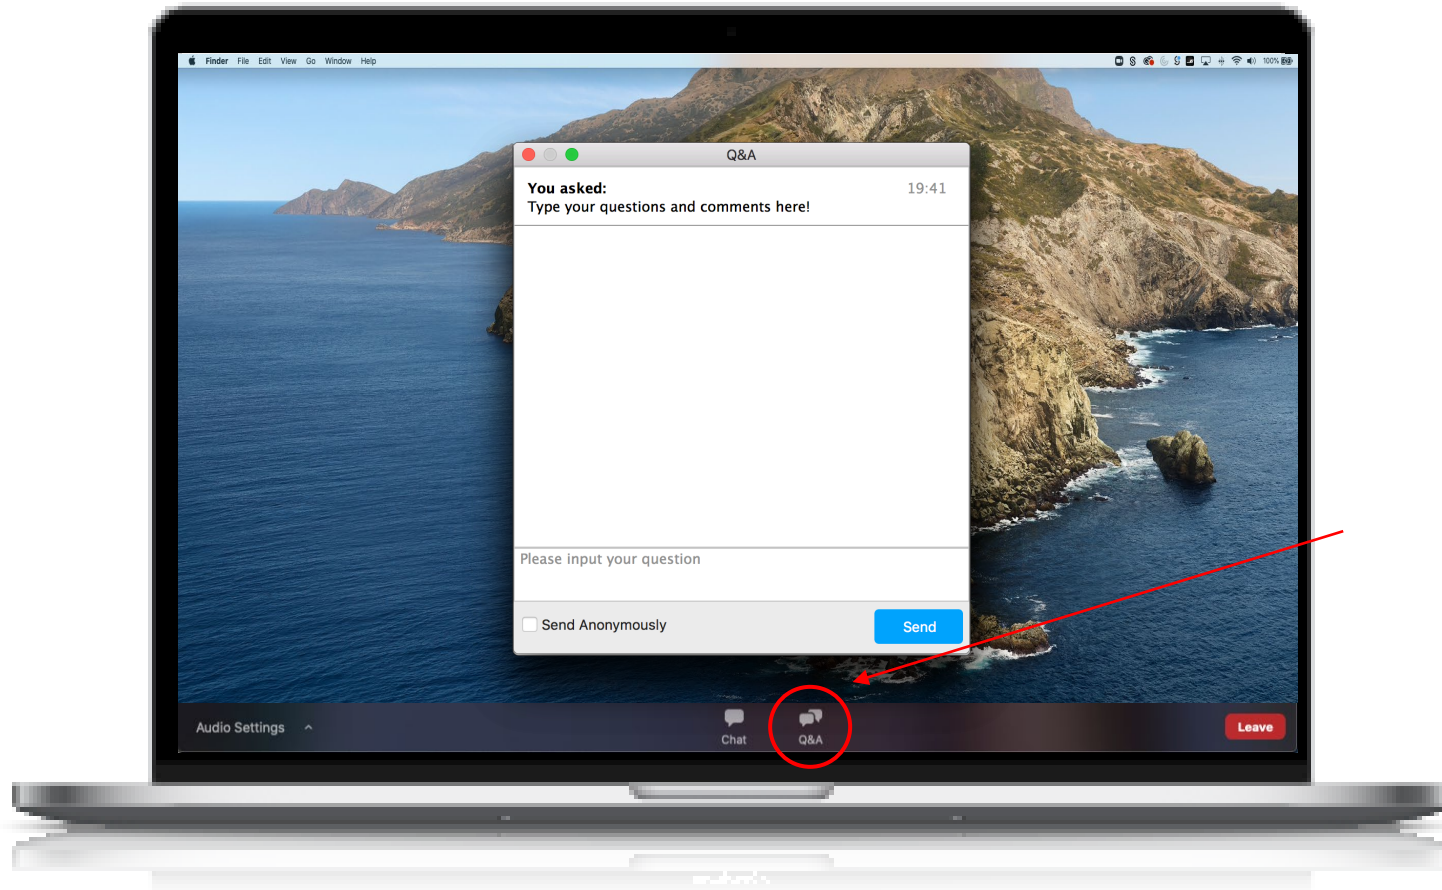 Finder File Edit View Go Window Help
100%
Q&A
You asked: 19:41
Type your questions and comments here!
Please input your question
Send Anonymously
Send
Audio Settings
Chat
Q&A
Leave